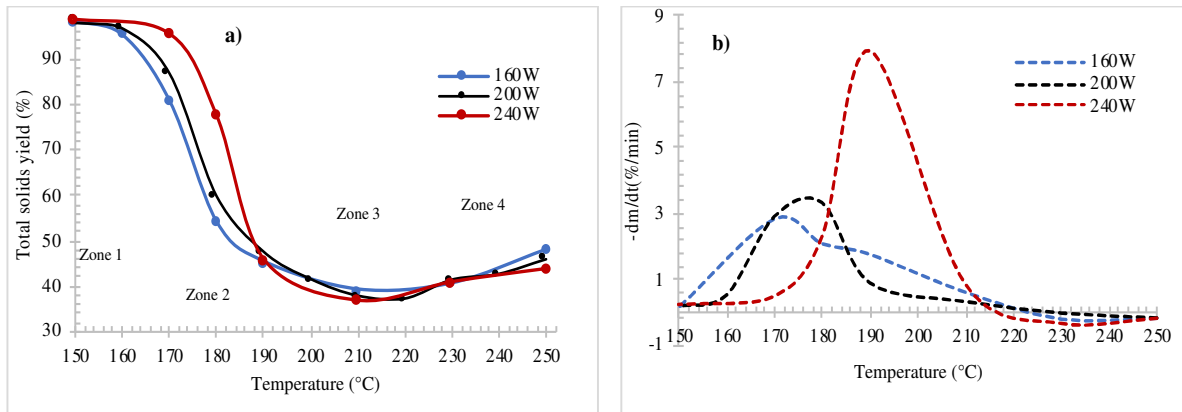 a)
Total solids yield (%)
90
80
70
60
50
40
30
160W
200W
240W
Zone 1
Zone 2
Zone 3
Zone 4
150 160 170 180 190 200 210 220 230 240 250
Temperature (°C)
b)
-dm/dt(%/min)
9
7
5
3
1
-1
160W
200W
240W
150 160 170 180 190 200 210 220 230 240 250
Temperature (°C)